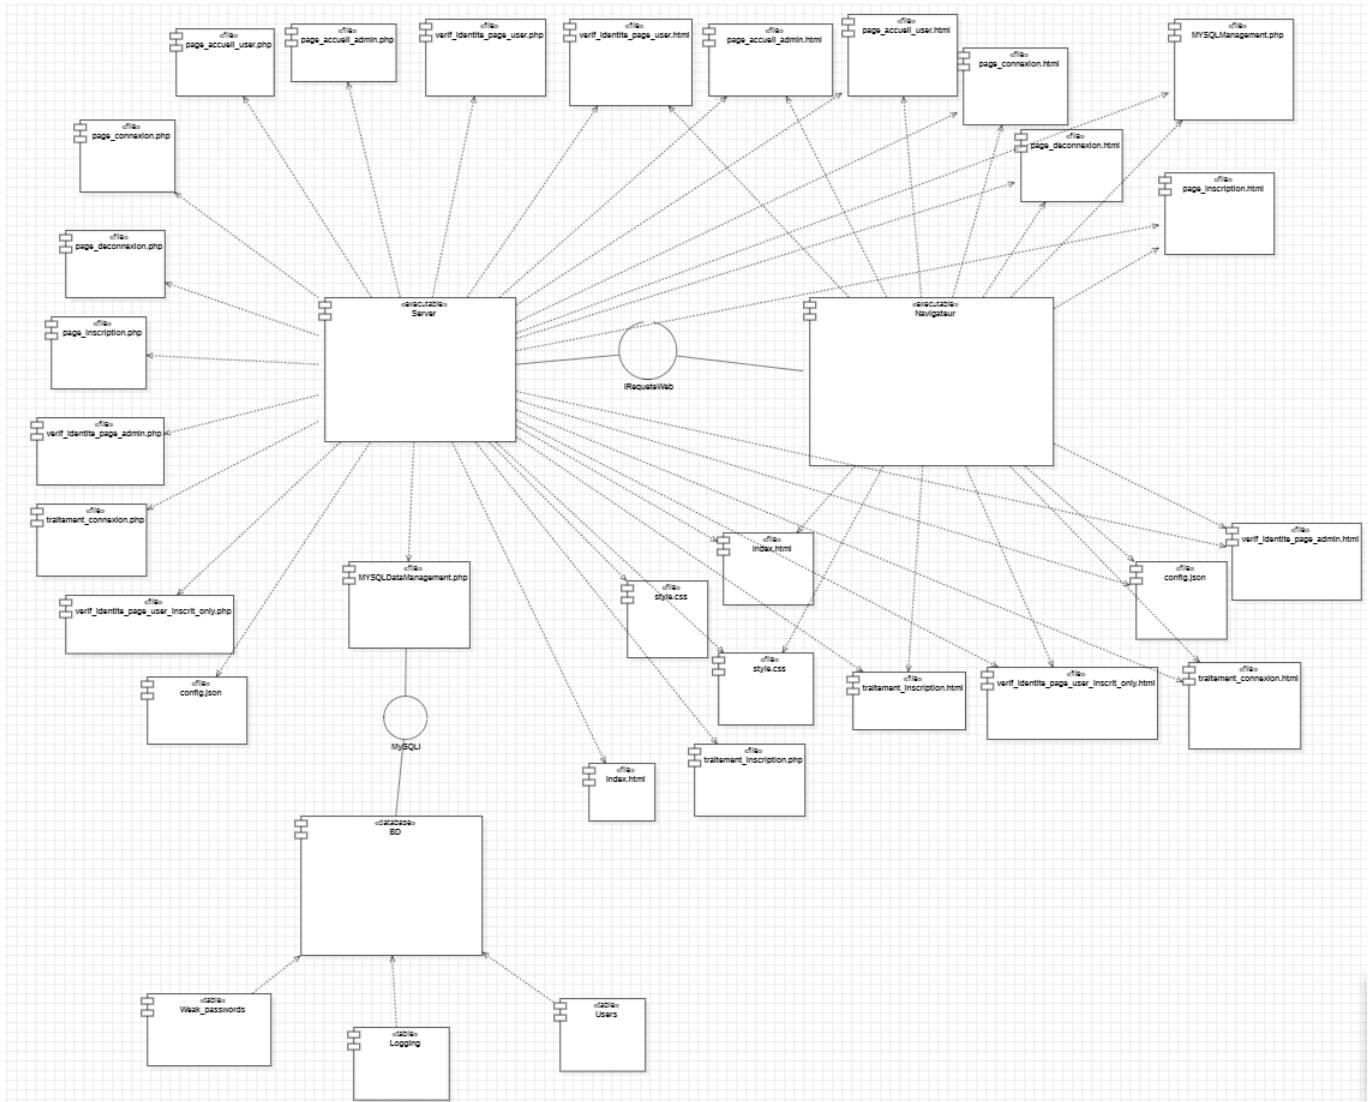 «file»
page_accueil_user.php
«file»
page_accueil_admin.php
«file»
verif_identite_page_user.php
«file»
verif_identite_page_user.html
«file»
page_accueil_admin.html
«file»
page_accueil_user.html
«file»
page_connexion.html
«file»
MYSQLManagement.php
«file»
page_connexion.php
«file»
page_deconnexion.html
«file»
page_inscription.html
«file»
page_deconnexion.php
«executable»
Server
«executable»
Navigateur
«file»
page_inscription.php
IRequeteWeb
«file»
verif_identite_page_admin.php
«file»
traitement_connexion.php
«file»
index.html
«file»
verif_identite_page_admin.html
«file»
MYSQLDataManagement.php
«file»
config.json
«file»
style.css
«file»
verif_identite_page_user_inscrit_only.php
«file»
style.css
«file»
traitement_inscription.html
«file»
verif_identite_page_user_inscrit_only.html
«file»
traitement_connexion.html
«file»
config.json
MySQLi
«file»
traitement_inscription.php
«file»
index.html
«database»
BD
«table»
Weak_passwords
«table»
Users
«table»
Logging